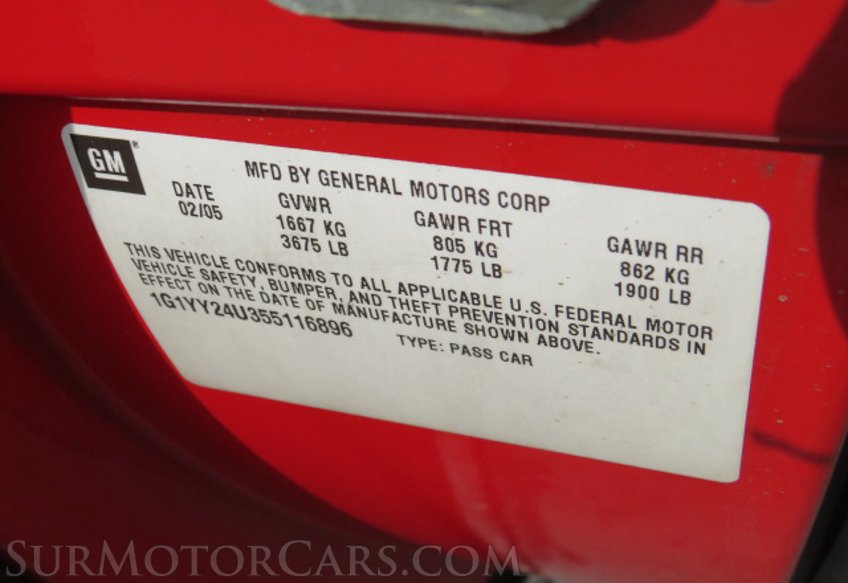 GM®
MFD BY GENERAL MOTORS CORP
DATE GVWR GAWR FRT GAWR RR
02/05 1667 KG 805 KG 862 KG
3675 LB 1775 LB 1900 LB
THIS VEHICLE CONFORMS TO ALL APPLICABLE U.S. FEDERAL MOTOR
VEHICLE SAFETY, BUMPER, AND THEFT PREVENTION STANDARDS IN
EFFECT ON THE DATE OF MANUFACTURE SHOWN ABOVE.
1G1YY24U355116896 TYPE: PASS CAR
SURMOTORCARS.COM